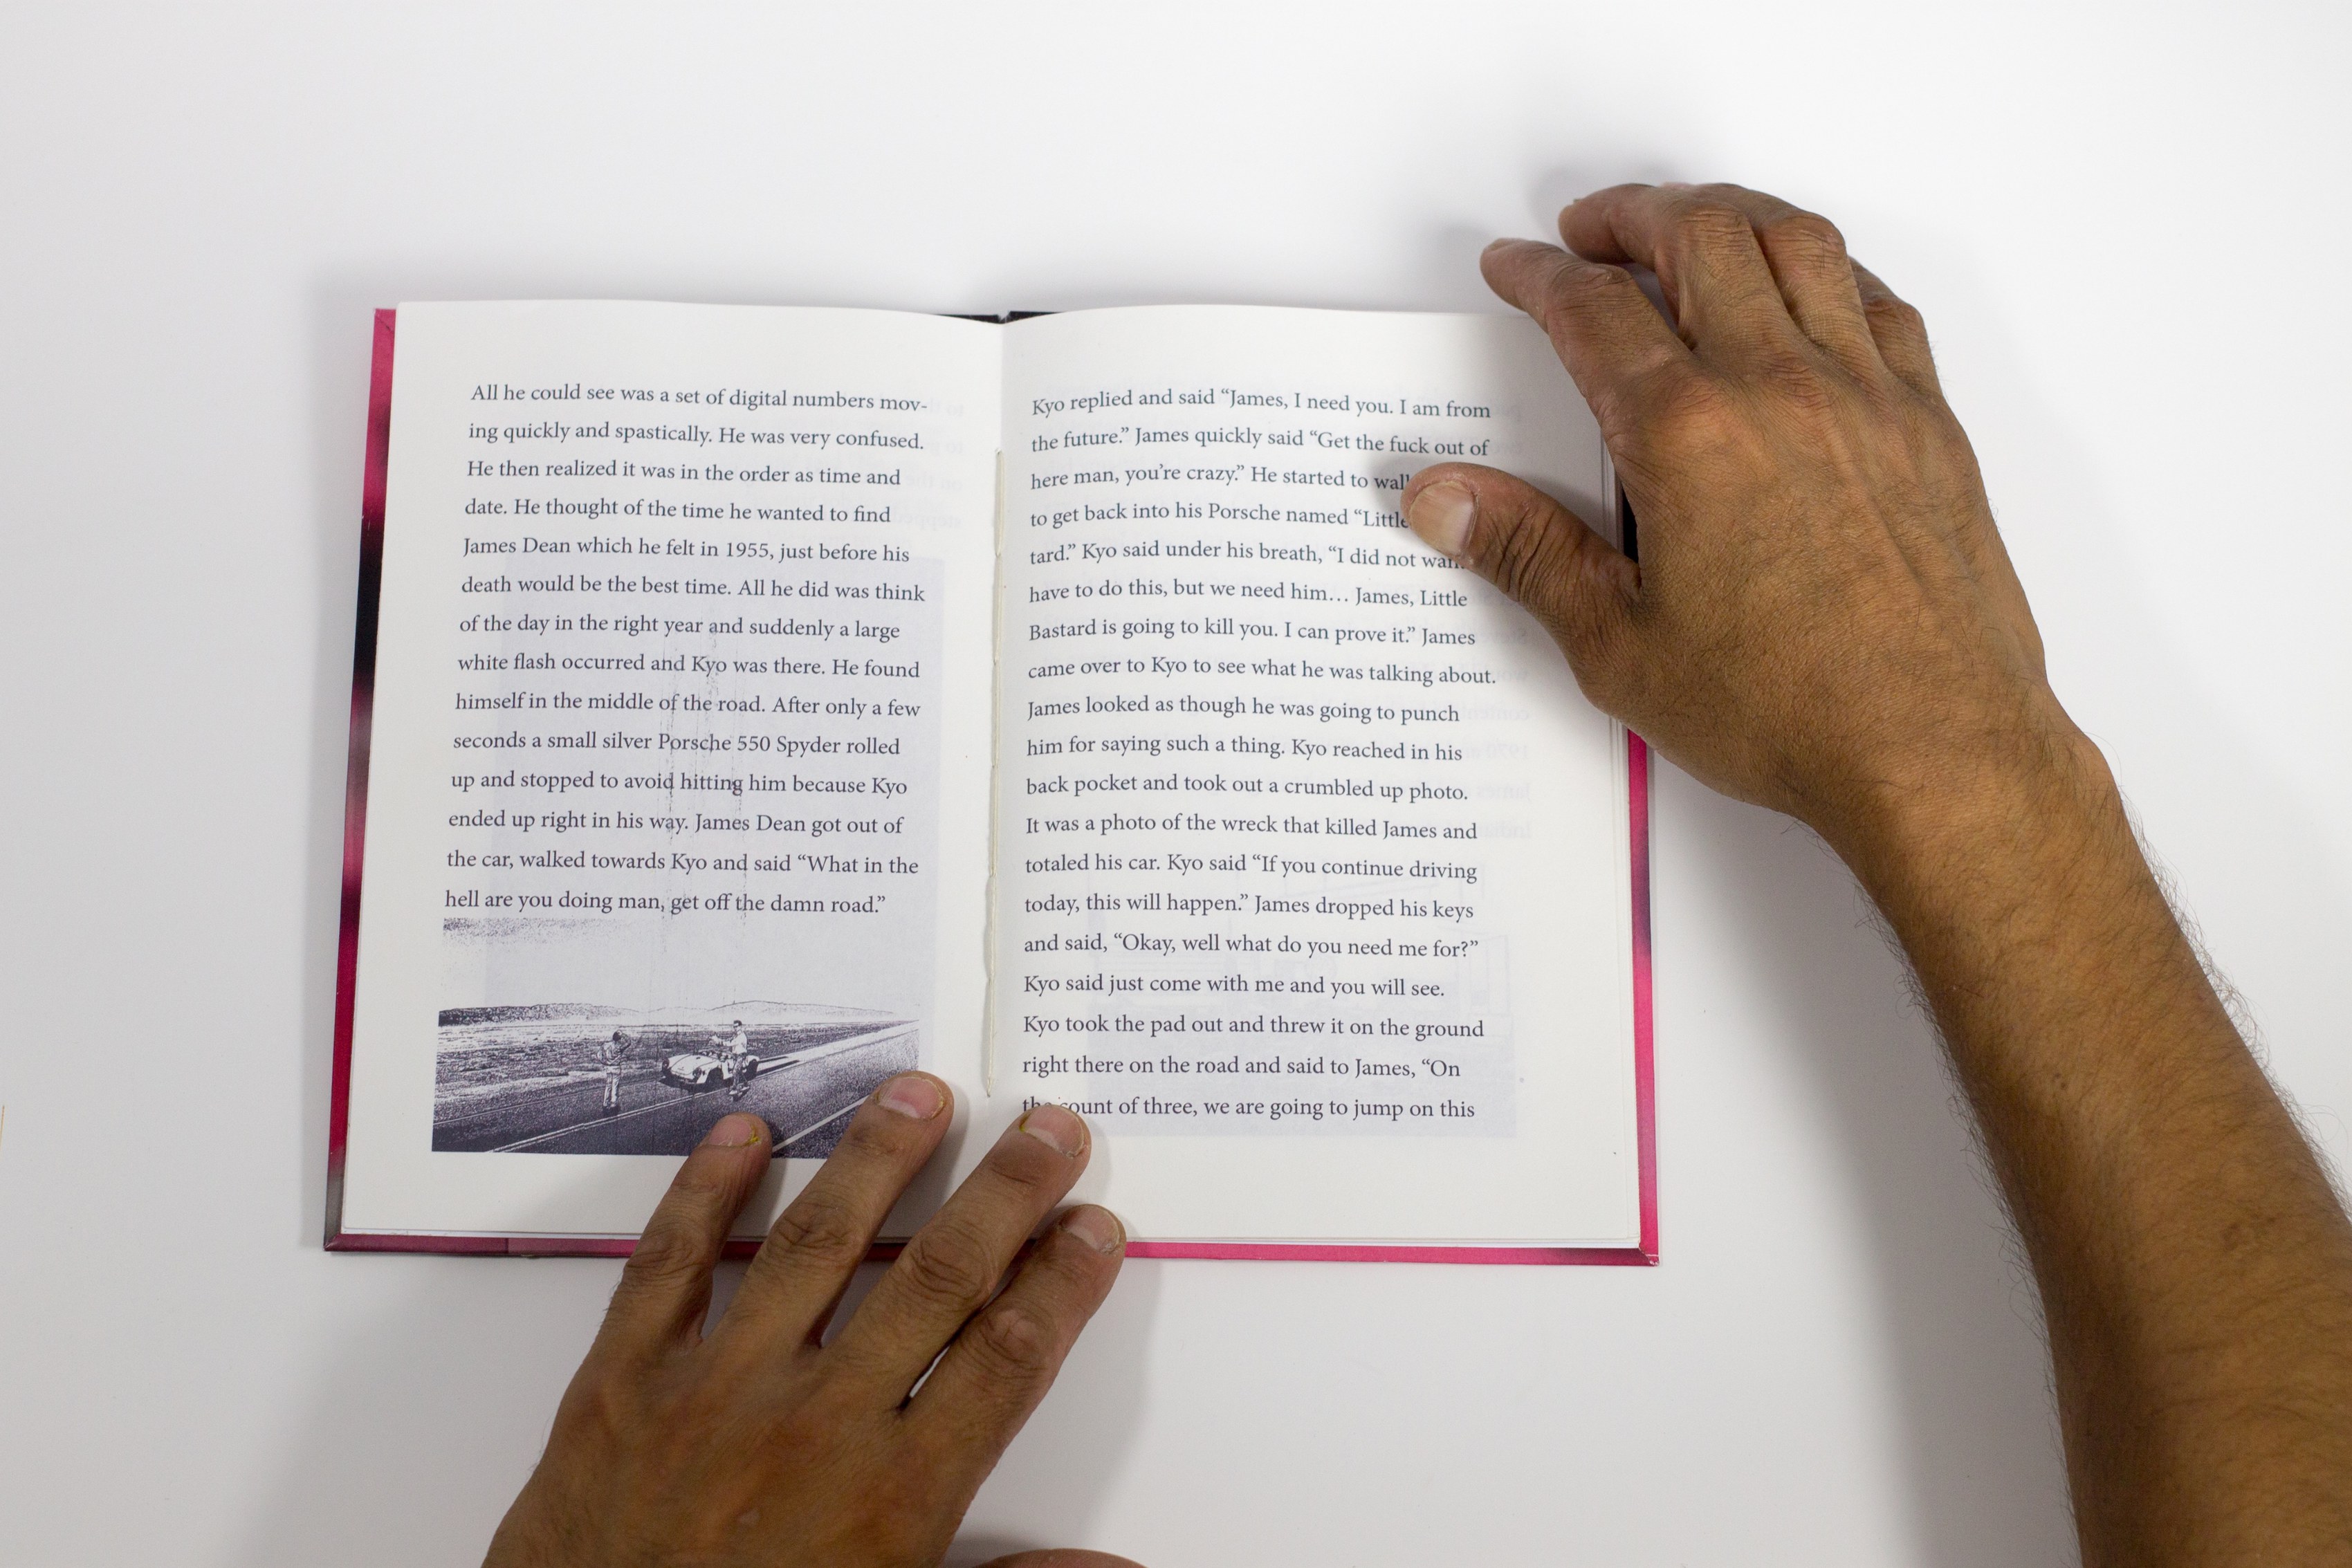 All he could see was a set of digital numbers mov-
ing quickly and spastically. He was very confused.
He then realized it was in the order as time and
date. He thought of the time he wanted to find
James Dean which he felt in 1955, just before his
death would be the best time. All he did was think
of the day in the right year and suddenly a large
white flash occurred and Kyo was there. He found
himself in the middle of the road. After only a few
seconds a small silver Porsche 550 Spyder rolled
up and stopped to avoid hitting him because Kyo
ended up right in his way. James Dean got out of
the car, walked towards Kyo and said “What in the
hell are you doing man, get off the damn road.”
Kyo replied and said “James, I need you. I am from
the future.” James quickly said “Get the fuck out of
here man, you’re crazy.” He started to
to get back into his Porsche named “Little
tard.” Kyo said under his breath, “I did not
have to do this, but we need him… James, Little
Bastard is going to kill you. I can prove it.” James
came over to Kyo to see what he was talking about.
James looked as though he was going to punch
him for saying such a thing. Kyo reached in his
back pocket and took out a crumbled up photo.
It was a photo of the wreck that killed James and
totaled his car. Kyo said “If you continue driving
today, this will happen.” James dropped his keys
and said, “Okay, well what do you need me for?”
Kyo said just come with me and you will see.
Kyo took the pad out and threw it on the ground
right there on the road and said to James, “On
the count of three, we are going to jump on this